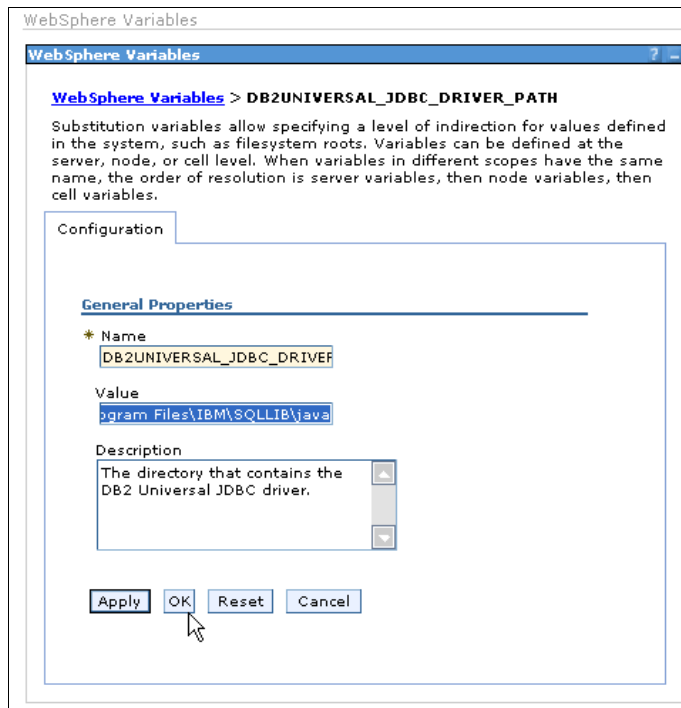 WebSphere Variables
WebSphere Variables ? –
WebSphere Variables > DB2UNIVERSAL_JDBC_DRIVER_PATH
Substitution variables allow specifying a level of indirection for values defined
in the system, such as filesystem roots. Variables can be defined at the
server, node, or cell level. When variables in different scopes have the same
name, the order of resolution is server variables, then node variables, then
cell variables.
Configuration
General Properties
* Name
DB2UNIVERSAL_JDBC_DRIVER
Value
ogram Files\IBM\SQLLIB\java
Description
The directory that contains the
DB2 Universal JDBC driver.
Apply OK Reset Cancel